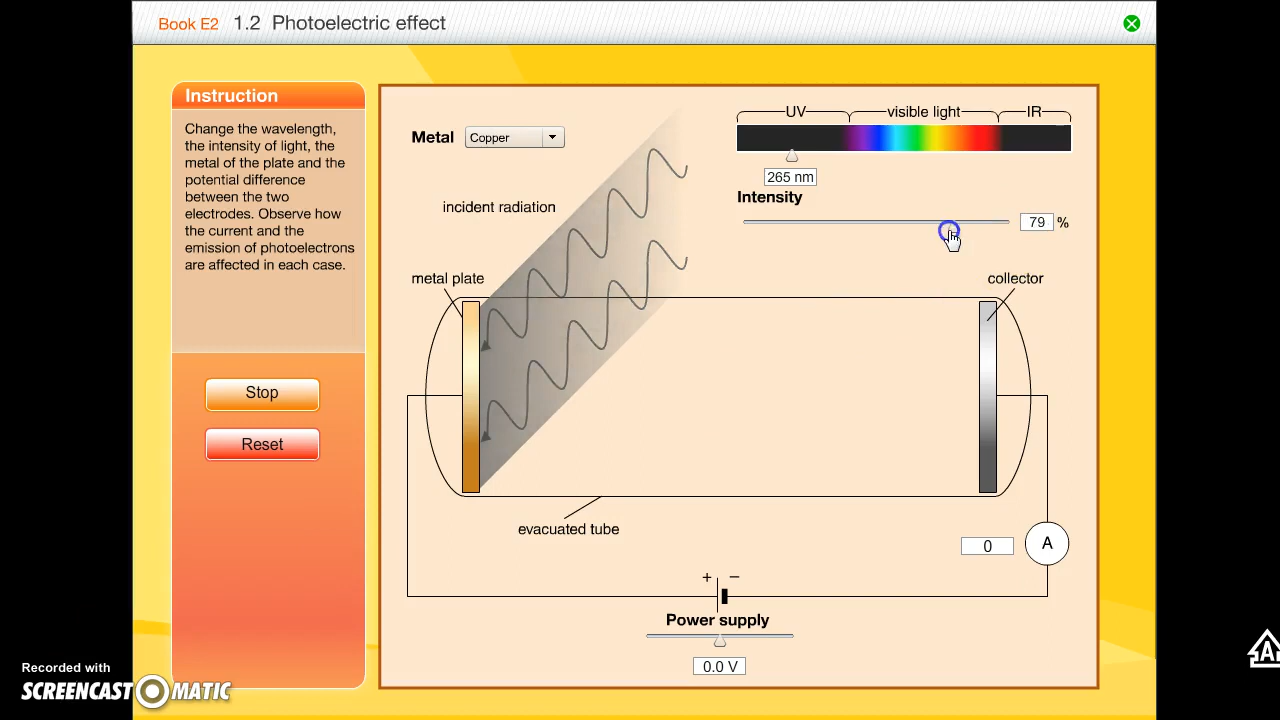 Book E2 1.2 Photoelectric effect
Instruction
Change the wavelength,
the intensity of light, the
metal of the plate and the
potential difference
between the two
electrodes. Observe how
the current and the
emission of photoelectrons
are affected in each case.
Stop
Reset
Metal Copper
UV visible light IR
265 nm
Intensity
79 %
incident radiation
metal plate
collector
evacuated tube
0 A
+ −
Power supply
0.0 V
Recorded with
SCREENCAST MATIC
A